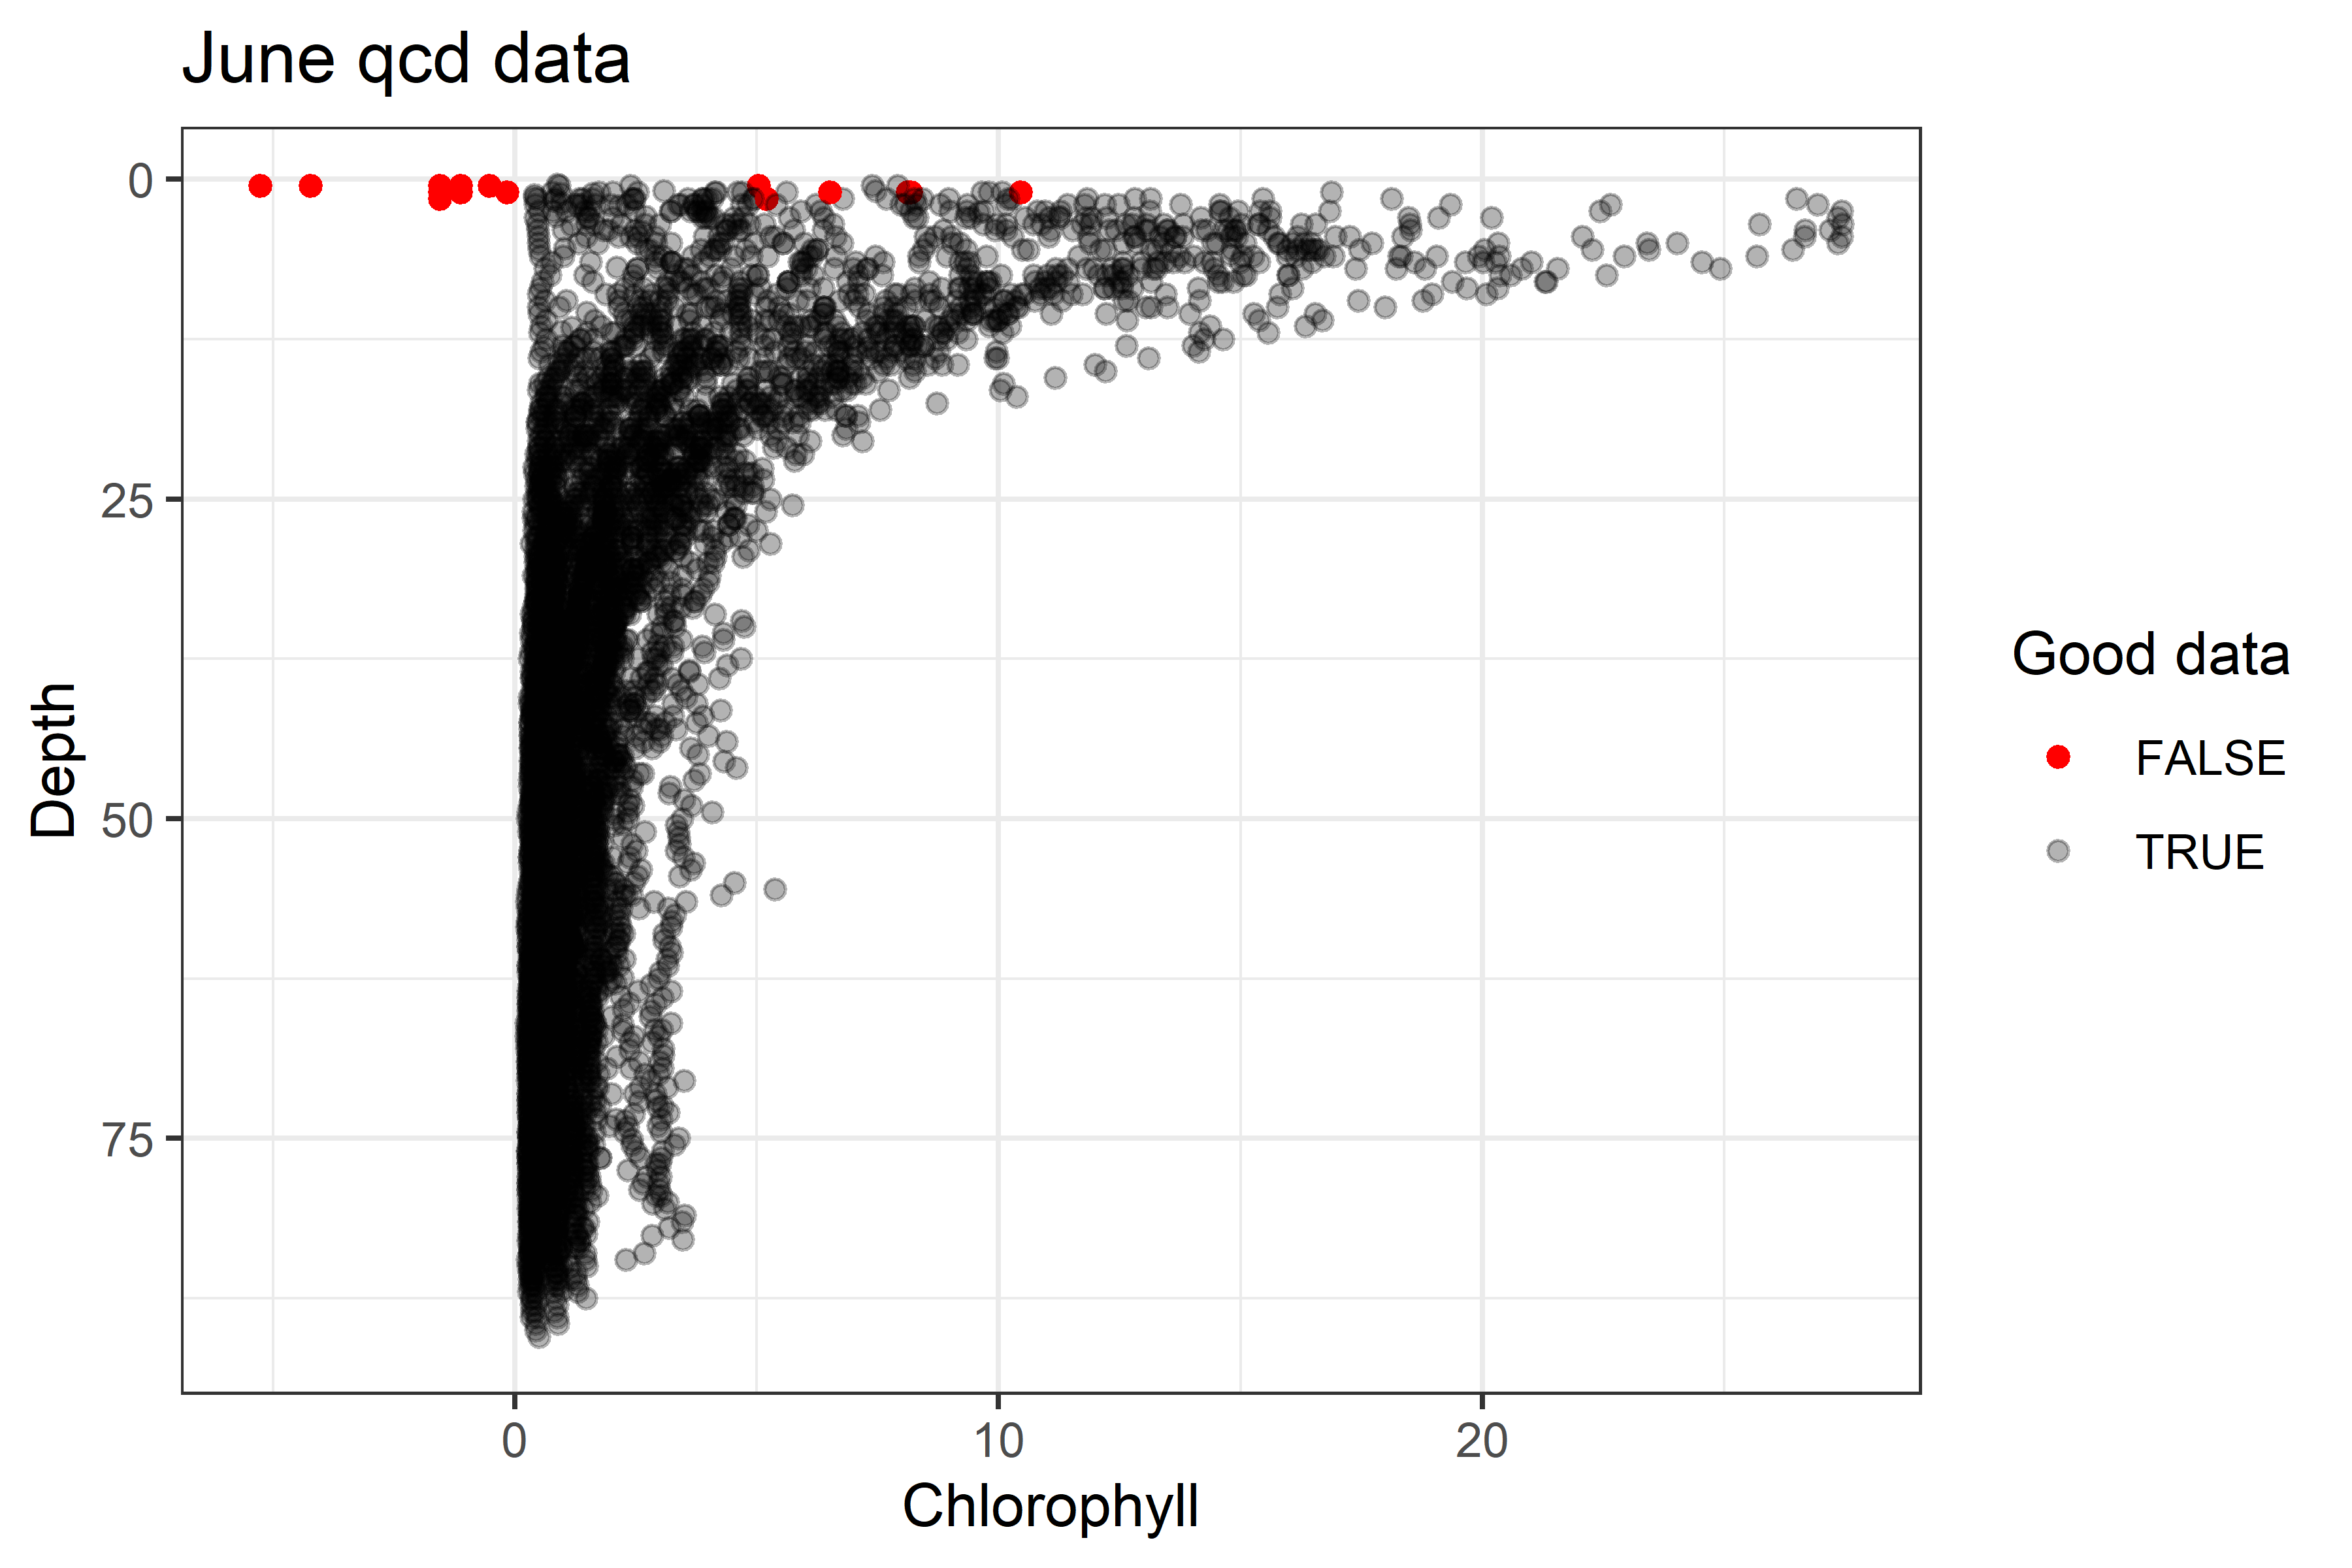 June qcd data
0
25
50
75
Depth
0 10 20
Chlorophyll
Good data
FALSE
TRUE